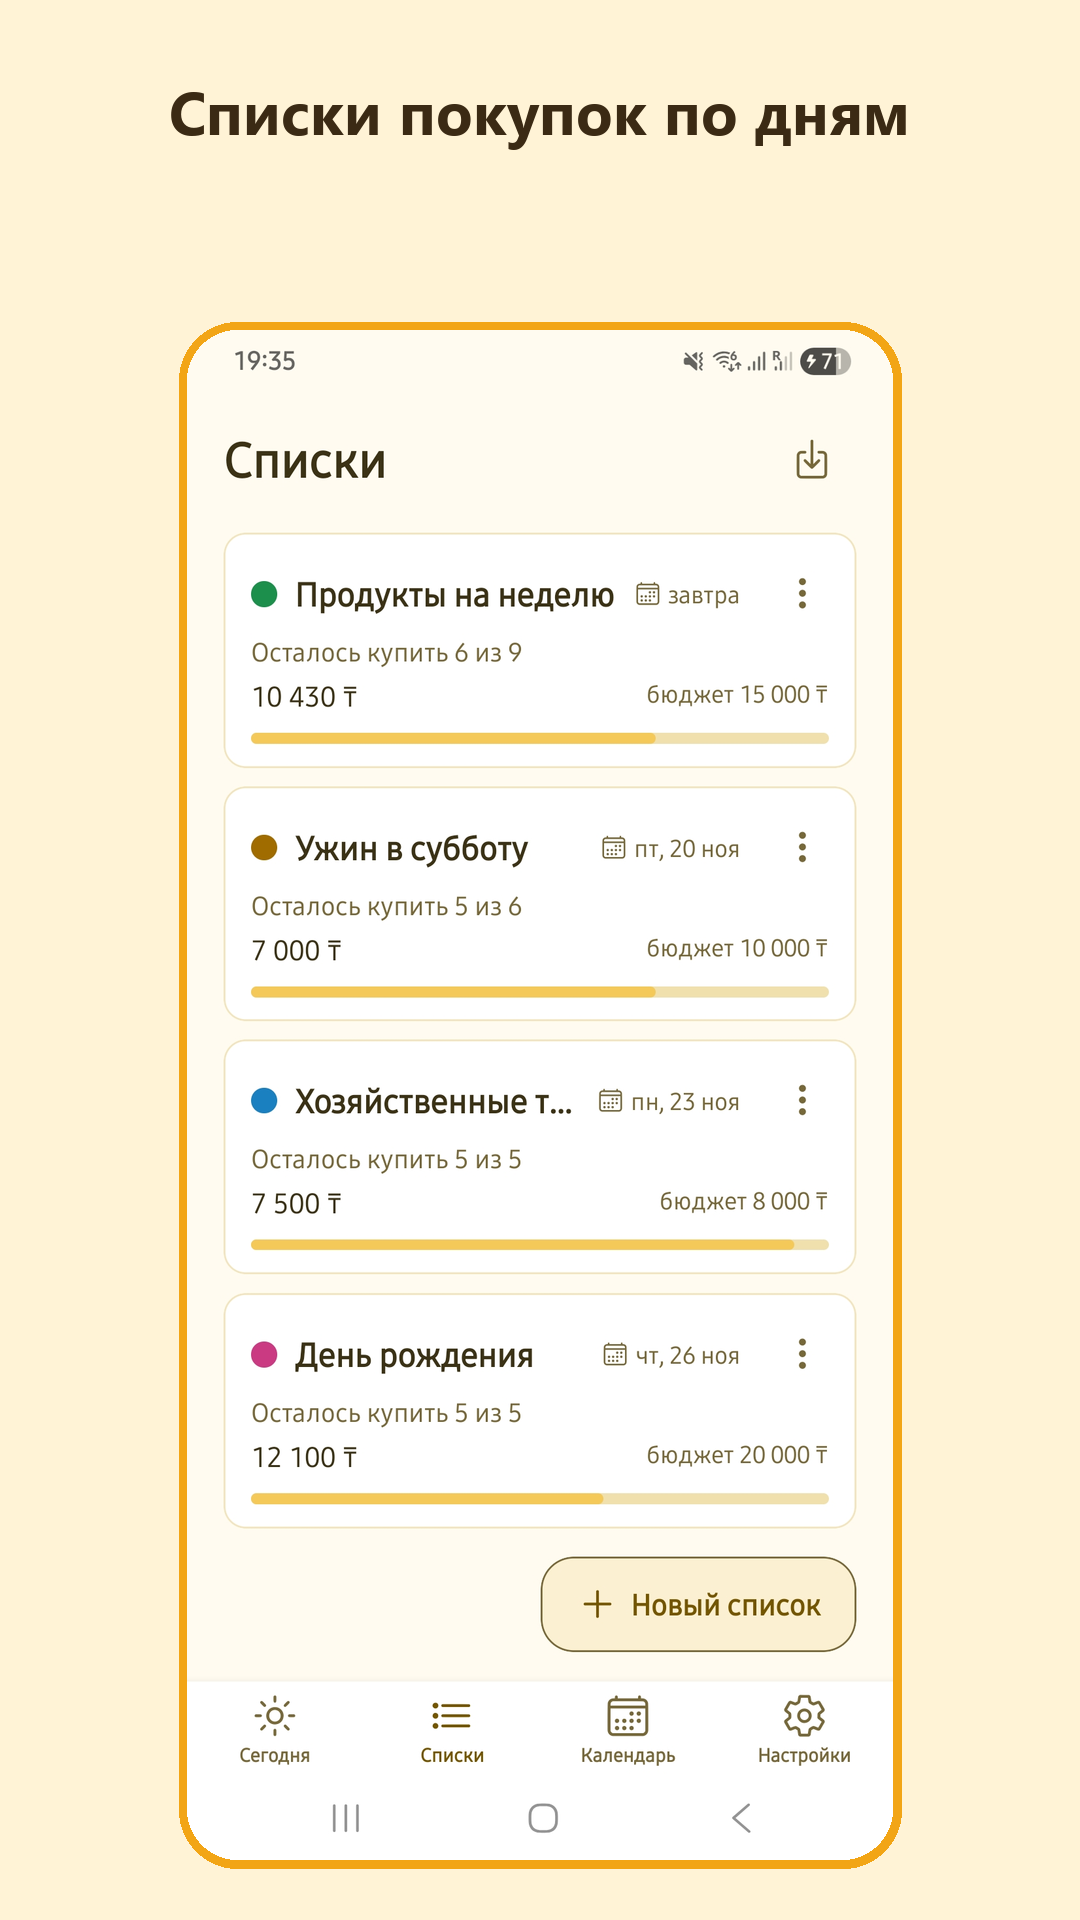 Списки покупок по дням
19:35
71
Списки
Продукты на неделю завтра
Осталось купить 6 из 9
10 430 ₸ бюджет 15 000 ₸
Ужин в субботу пт, 20 ноя
Осталось купить 5 из 6
7 000 ₸ бюджет 10 000 ₸
Хозяйственные т... пн, 23 ноя
Осталось купить 5 из 5
7 500 ₸ бюджет 8 000 ₸
День рождения чт, 26 ноя
Осталось купить 5 из 5
12 100 ₸ бюджет 20 000 ₸
+ Новый список
Сегодня Списки Календарь Настройки